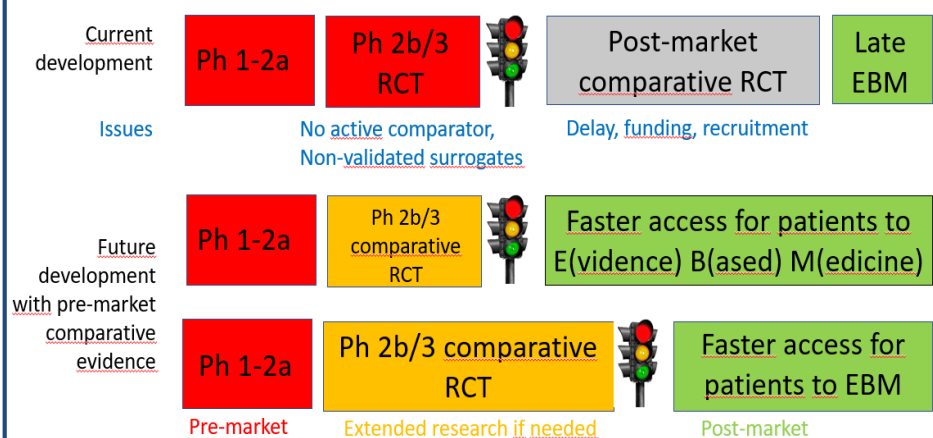 Current
development
Ph 1-2a
Ph 2b/3
RCT
Post-market
comparative RCT
Late
EBM
Issues
No active comparator,
Non-validated surrogates
Delay, funding, recruitment
Future
development
with pre-market
comparative
evidence
Ph 1-2a
Ph 2b/3
comparative
RCT
Faster access for patients to
E(vidence) B(ased) M(edicine)
Ph 1-2a
Ph 2b/3 comparative
RCT
Faster access for
patients to EBM
Pre-market
Extended research if needed
Post-market